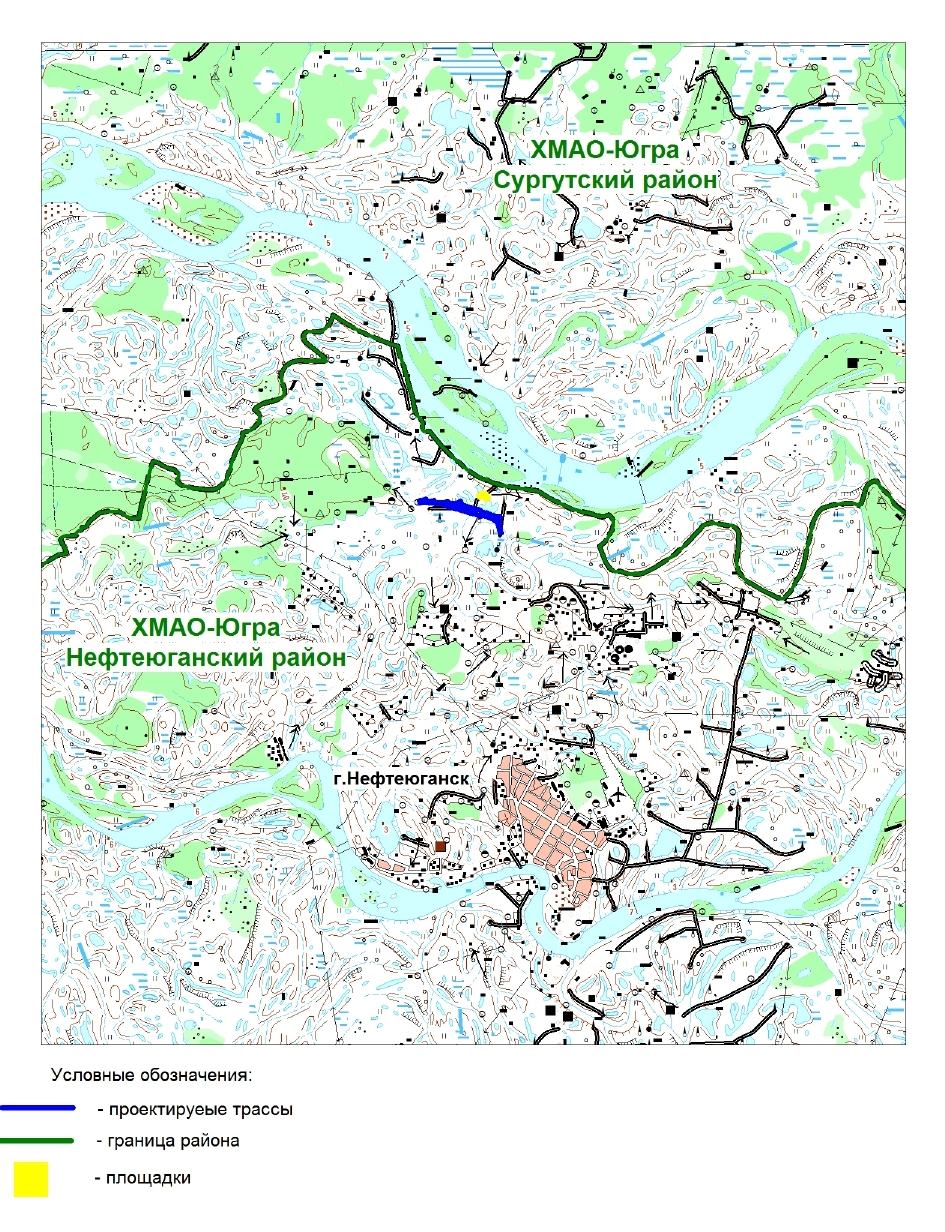 ХМАО-Югра
Сургутский район
ХМАО-Югра
Нефтеюганский район
г.Нефтеюганск
Условные обозначения:
- проектируеые трассы
- граница района
- площадки